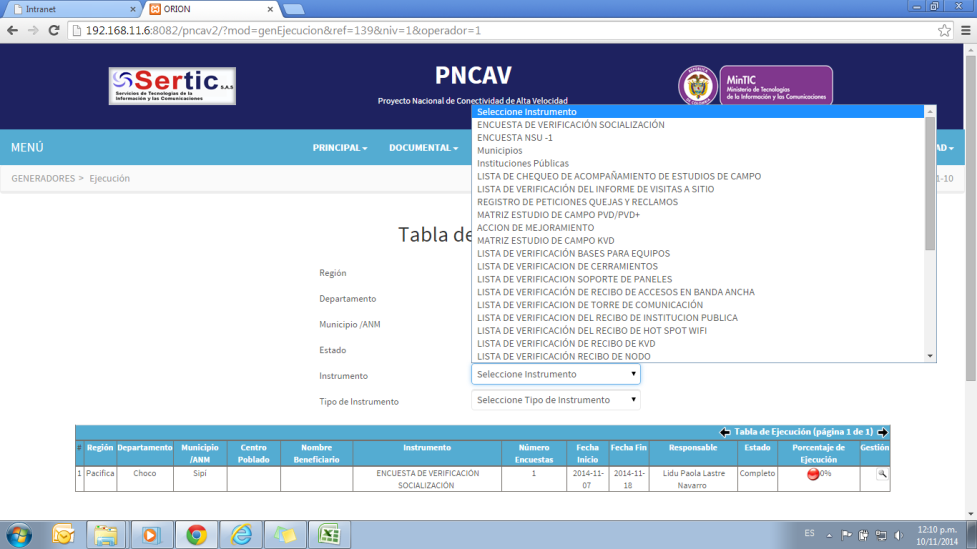 Intranet
ORION
192.168.11.6:8082/pncav2/?mod=genEjecucion&ref=139&niv=1&operador=1
Sertic S.A.S
Servicios de Tecnologías de la
Información y las Comunicaciones
PNCAV
Proyecto Nacional de Conectividad de Alta Velocidad
MinTIC
Ministerio de Tecnologías
de la Información y las Comunicaciones
MENÚ
PRINCIPAL
DOCUMENTAL
AD
GENERADORES > Ejecución
1-10
Tabla de
Región
Departamento
Municipio /ANM
Estado
Instrumento
Tipo de Instrumento
Seleccione Instrumento
ENCUESTA DE VERIFICACIÓN SOCIALIZACIÓN
ENCUESTA NSU -1
Municipios
Instituciones Públicas
LISTA DE CHEQUEO DE ACOMPAÑAMIENTO DE ESTUDIOS DE CAMPO
LISTA DE VERIFICACIÓN DEL INFORME DE VISITAS A SITIO
REGISTRO DE PETICIONES QUEJAS Y RECLAMOS
MATRIZ ESTUDIO DE CAMPO PVD/PVD+
ACCION DE MEJORAMIENTO
MATRIZ ESTUDIO DE CAMPO KVD
LISTA DE VERIFICACIÓN BASES PARA EQUIPOS
LISTA DE VERIFICACION DE CERRAMIENTOS
LISTA DE VERIFICACION SOPORTE DE PANELES
LISTA DE VERIFICACIÓN DE RECIBO DE ACCESOS EN BANDA ANCHA
LISTA DE VERIFICACION DE TORRE DE COMUNICACIÓN
LISTA DE VERIFICACIÓN DEL RECIBO DE INSTITUCION PUBLICA
LISTA DE VERIFICACIÓN DEL RECIBO DE HOT SPOT WIFI
LISTA DE VERIFICACIÓN DE RECIBO DE KVD
LISTA DE VERIFICACIÓN RECIBO DE NODO
Seleccione Instrumento
Seleccione Tipo de Instrumento
Tabla de Ejecución (página 1 de 1)
# Región Departamento Municipio /ANM Centro Poblado Nombre Beneficiario Instrumento Número Encuestas Fecha Inicio Fecha Fin Responsable Estado Porcentaje de Ejecución Gestión
1 Pacífica Choco Sipí ENCUESTA DE VERIFICACIÓN SOCIALIZACIÓN 1 2014-11-07 2014-11-18 Lidu Paola Lastre Navarro Completo 0%
ES
12:10 p.m.
10/11/2014